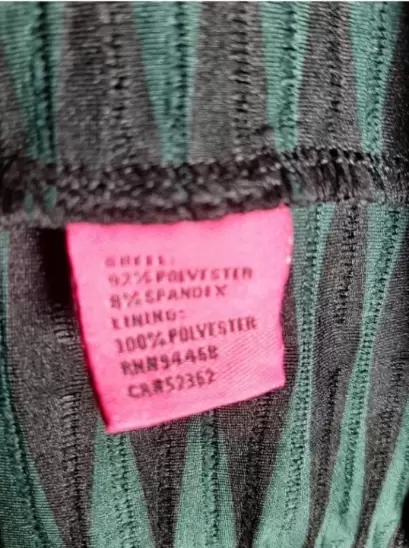 SHELL:
92% POLYESTER
8% SPANDEX
LINING:
100% POLYESTER
RN#94468
CA#52362